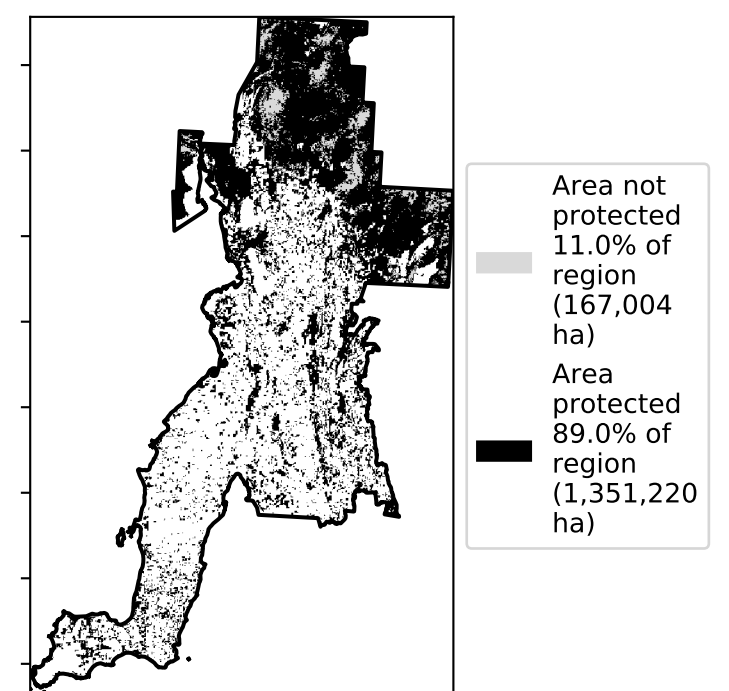 Area not
protected
11.0% of
region
(167,004
ha)
Area
protected
89.0% of
region
(1,351,220
ha)